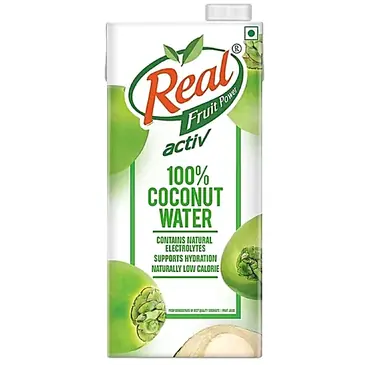 Real®
Fruit Power
activ
100%
COCONUT
WATER
CONTAINS NATURAL
ELECTROLYTES
SUPPORTS HYDRATION
NATURALLY LOW CALORIE